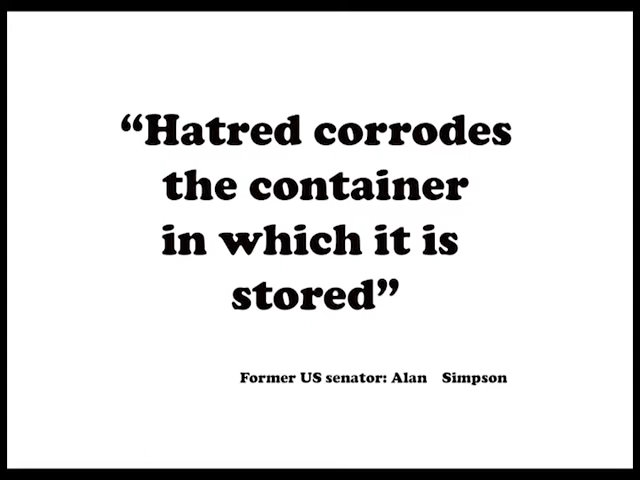 “Hatred corrodes
the container
in which it is
stored”
Former US senator: Alan Simpson